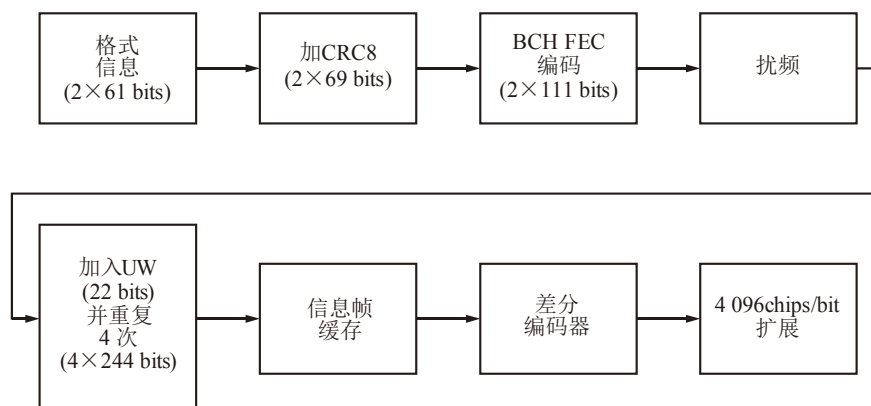 格式
信息
(2×61 bits)
加CRC8
(2×69 bits)
BCH FEC
编码
(2×111 bits)
扰频
加入UW
(22 bits)
并重复
4 次
(4×244 bits)
信息帧
缓存
差分
编码器
4 096chips/bit
扩展